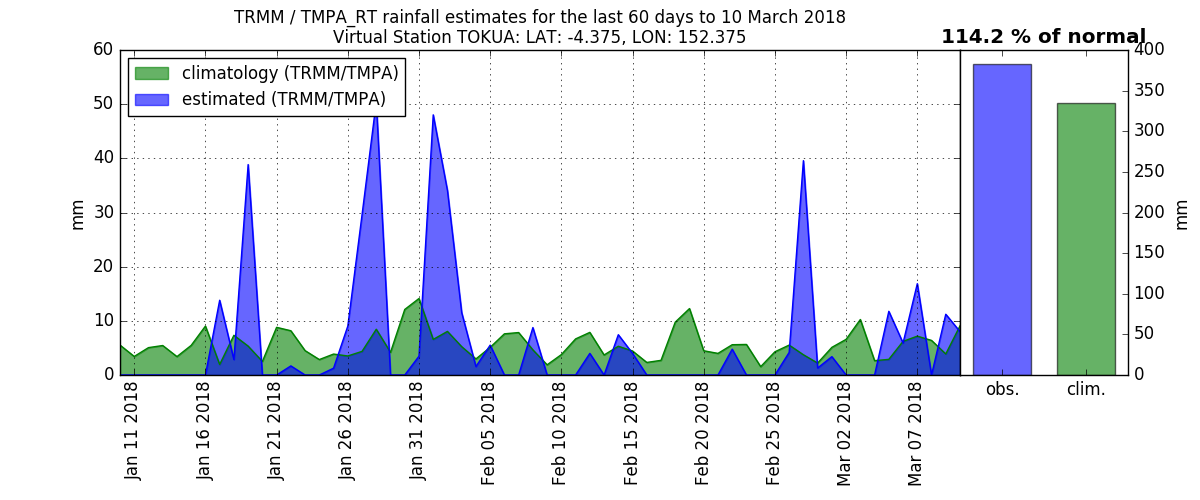 TRMM / TMPA_RT rainfall estimates for the last 60 days to 10 March 2018
Virtual Station TOKUA: LAT: -4.375, LON: 152.375
114.2 % of normal
climatology (TRMM/TMPA)
estimated (TRMM/TMPA)
60
50
40
30
20
10
0
mm
400
350
300
250
200
150
100
50
0
mm
Jan 11 2018
Jan 16 2018
Jan 21 2018
Jan 26 2018
Jan 31 2018
Feb 05 2018
Feb 10 2018
Feb 15 2018
Feb 20 2018
Feb 25 2018
Mar 02 2018
Mar 07 2018
obs.
clim.